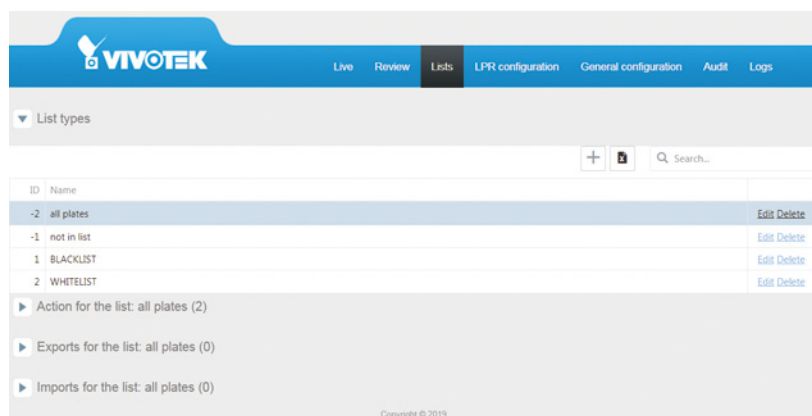 VIVOTEK
Live Review Lists LPR configuration General configuration Audit Logs
List types
Search...
ID Name
-2 all plates Edit Delete
-1 not in list Edit Delete
1 BLACKLIST Edit Delete
2 WHITELIST Edit Delete
Action for the list: all plates (2)
Exports for the list: all plates (0)
Imports for the list: all plates (0)
Copyright © 2019